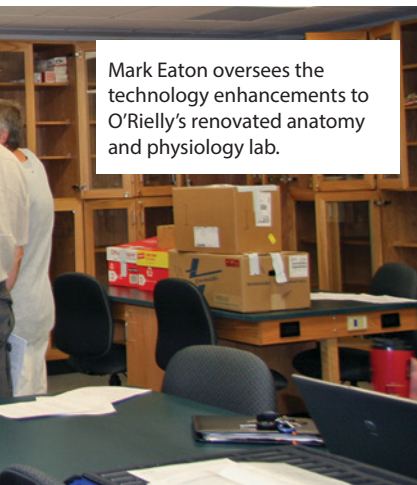 Mark Eaton oversees the
technology enhancements to
O’Rielly’s renovated anatomy
and physiology lab.